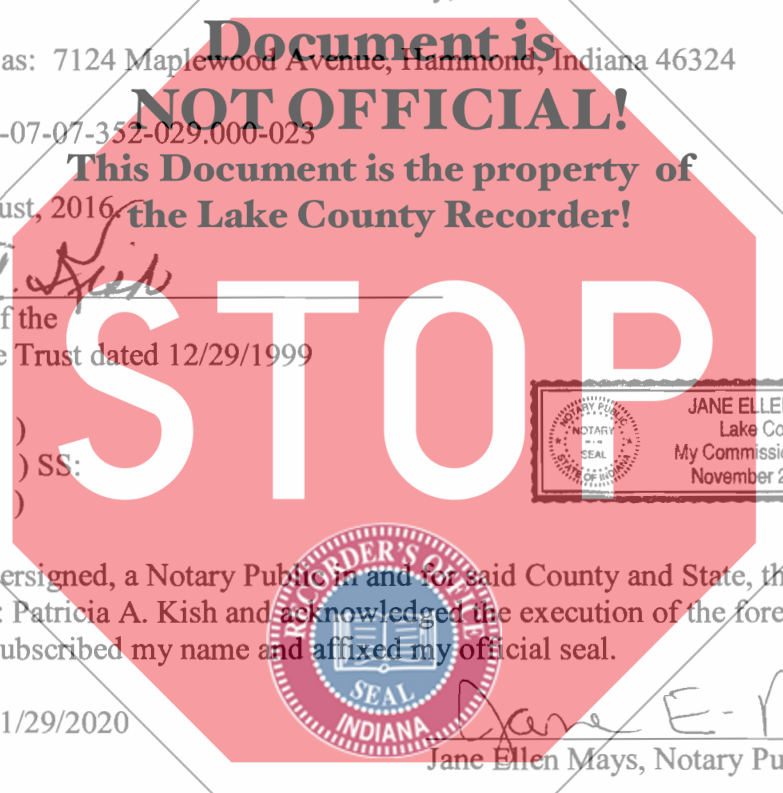 Document is
as: 7124 Maplewood Avenue, Hammond, Indiana 46324
NOT OFFICIAL!
-07-07-352-029.000-023
This Document is the property of
ust, 2016.
the Lake County Recorder!
. Kish
f the
e Trust dated 12/29/1999
STOP
)
) SS:
)
NOTARY PUBLIC
NOTARY
SEAL
STATE OF INDIANA
JANE ELLE
Lake Co
My Commissi
November 2
ersigned, a Notary Public in and for said County and State, th
: Patricia A. Kish and acknowledged the execution of the fore
ubscribed my name and affixed my official seal.
RECORDER'S OFFICE
SEAL
INDIANA
1/29/2020
Jane E-
Jane Ellen Mays, Notary Pu